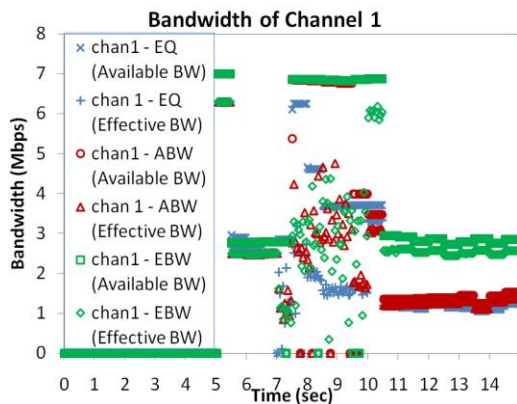 Bandwidth of Channel 1
8
7
6
5
4
3
2
1
0
Bandwidth (Mbps)
chan1 - EQ
(Available BW)
chan 1 - EQ
(Effective BW)
chan1 - ABW
(Available BW)
chan1 - ABW
(Effective BW)
chan1 - EBW
(Available BW)
chan1 - EBW
(Effective BW)
0 1 2 3 4 5 6 7 8 9 10 11 12 13 14
Time (sec)